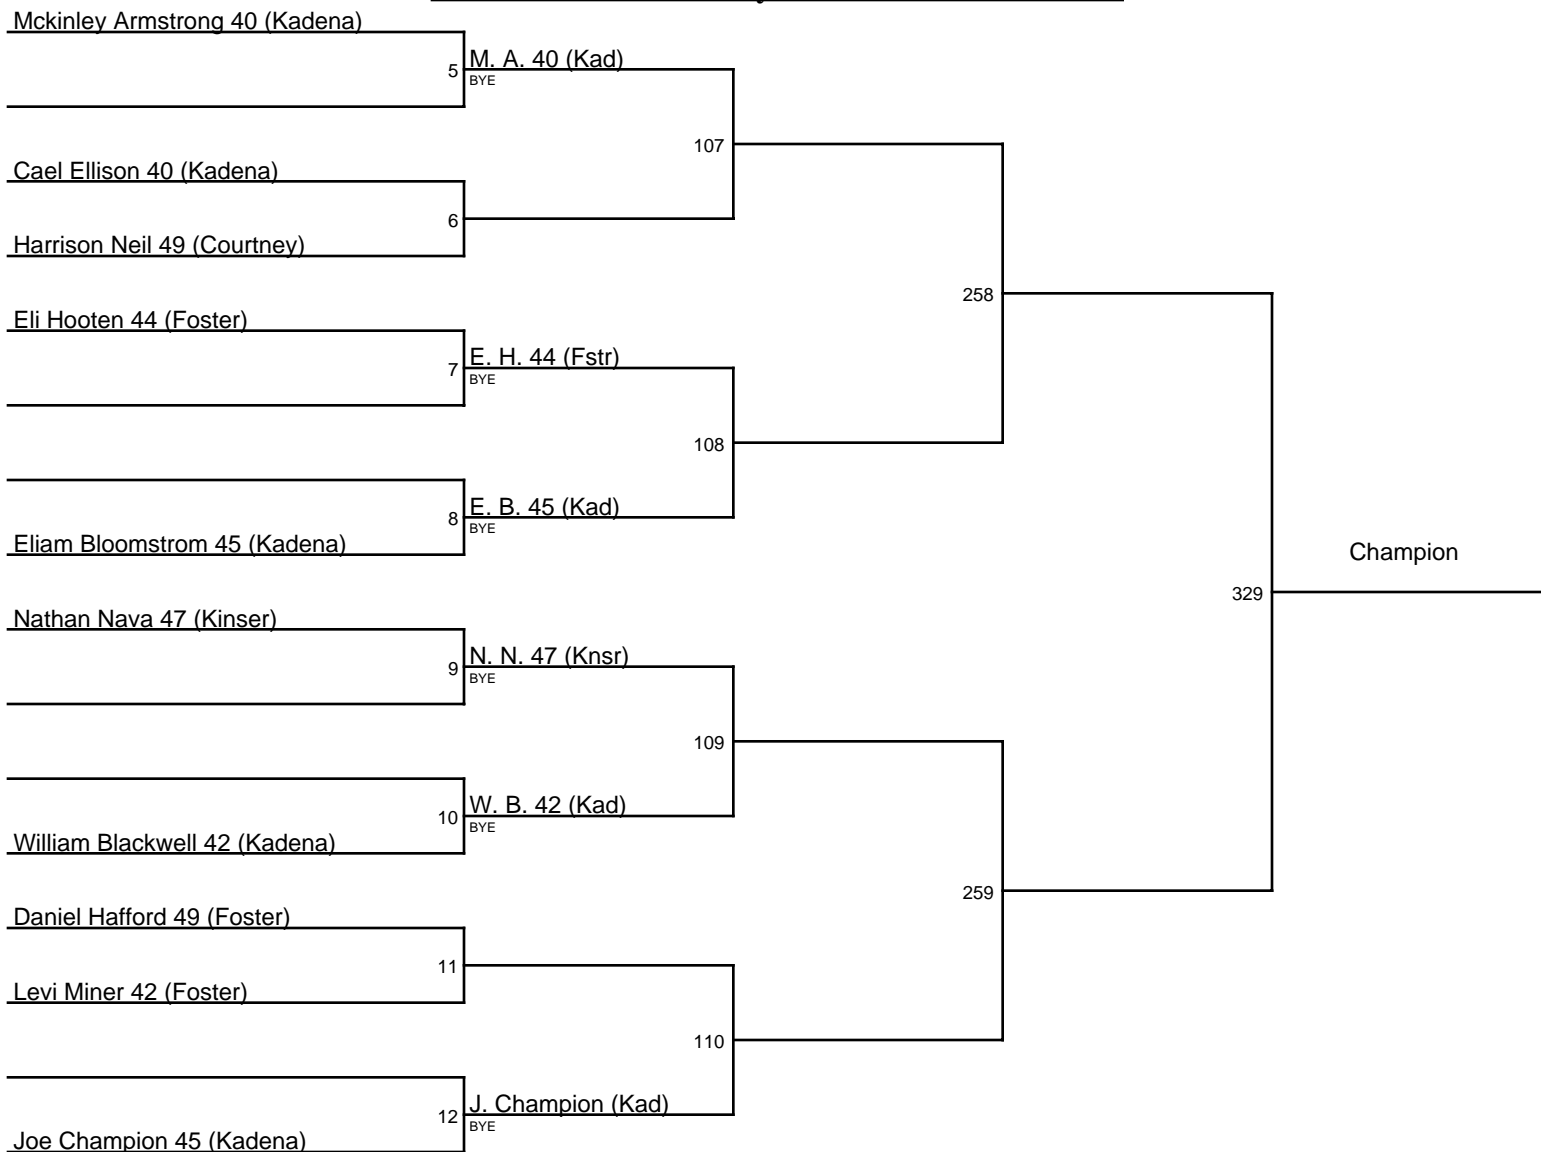 Mckinley Armstrong 40 (Kadena)
5
M. A. 40 (Kad)
BYE
107
Cael Ellison 40 (Kadena)
6
Harrison Neil 49 (Courtney)
258
Eli Hooten 44 (Foster)
7
E. H. 44 (Fstr)
BYE
108
8
E. B. 45 (Kad)
BYE
Eliam Bloomstrom 45 (Kadena)
Champion
329
Nathan Nava 47 (Kinser)
9
N. N. 47 (Knsr)
BYE
109
10
W. B. 42 (Kad)
BYE
William Blackwell 42 (Kadena)
259
Daniel Hafford 49 (Foster)
11
Levi Miner 42 (Foster)
110
12
J. Champion (Kad)
BYE
Joe Champion 45 (Kadena)